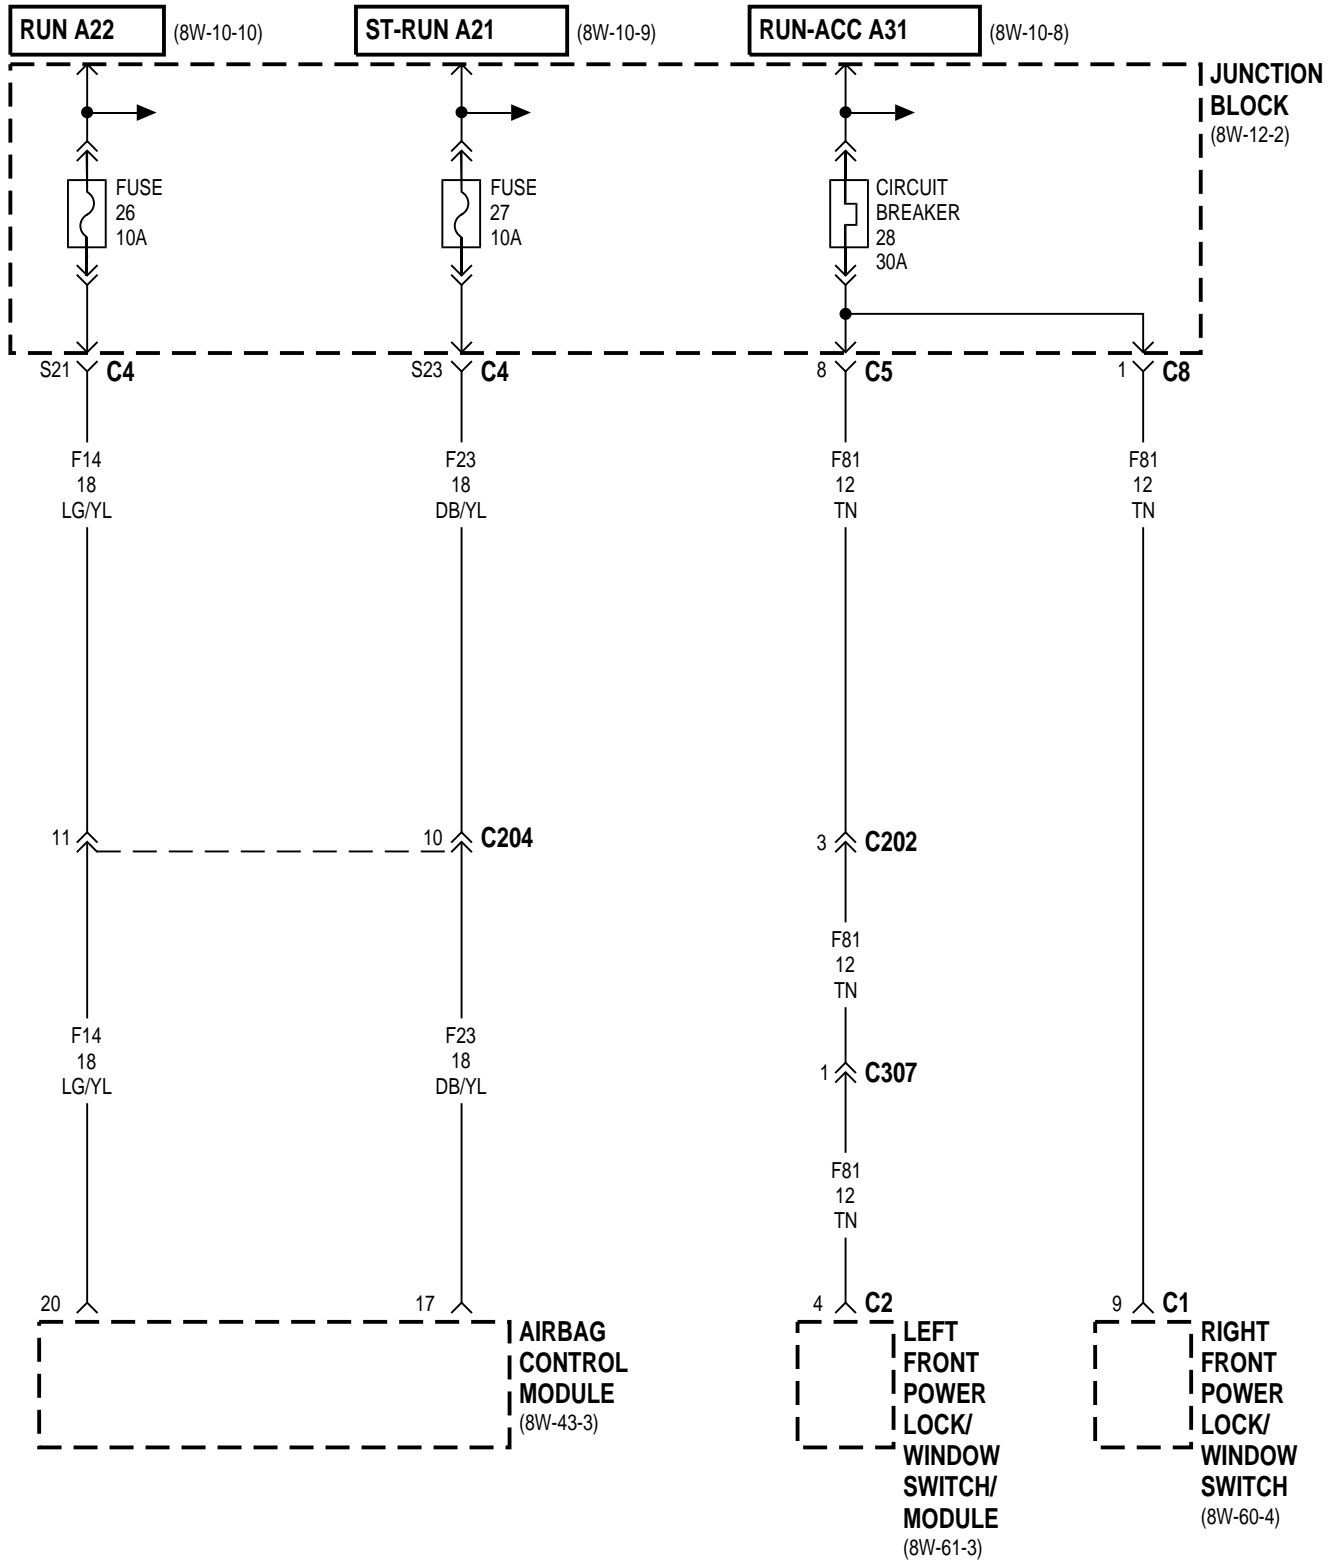 RUN A22
(8W-10-10)
ST-RUN A21
(8W-10-9)
RUN-ACC A31
(8W-10-8)
JUNCTION
BLOCK
(8W-12-2)
FUSE
26
10A
FUSE
27
10A
CIRCUIT
BREAKER
28
30A
S21
C4
S23
C4
8
C5
1
C8
F14
18
LG/YL
F23
18
DB/YL
F81
12
TN
F81
12
TN
11
10
C204
3
C202
F81
12
TN
F14
18
LG/YL
F23
18
DB/YL
1
C307
F81
12
TN
20
17
4
C2
9
C1
AIRBAG
CONTROL
MODULE
(8W-43-3)
LEFT
FRONT
POWER
LOCK/
WINDOW
SWITCH/
MODULE
(8W-61-3)
RIGHT
FRONT
POWER
LOCK/
WINDOW
SWITCH
(8W-60-4)